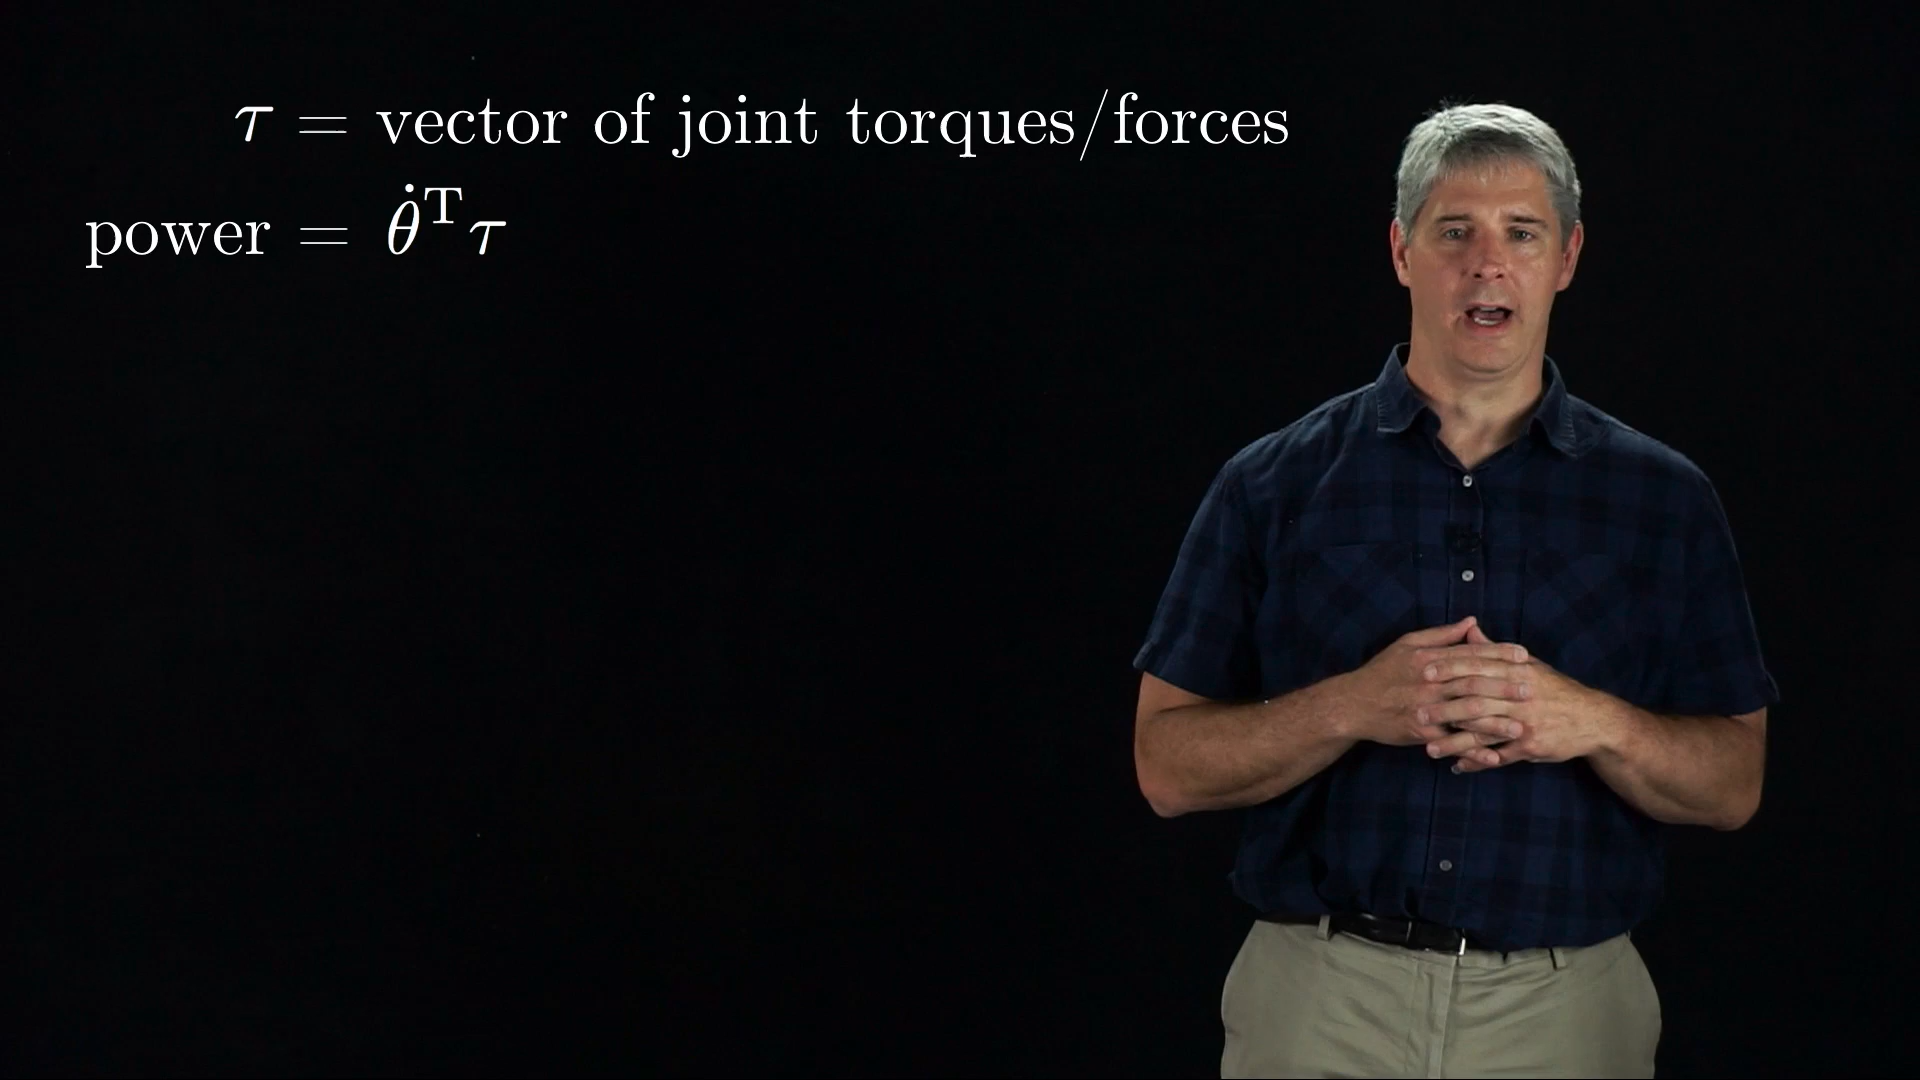 τ = vector of joint torques/forces
power = θ̇ᵀτ